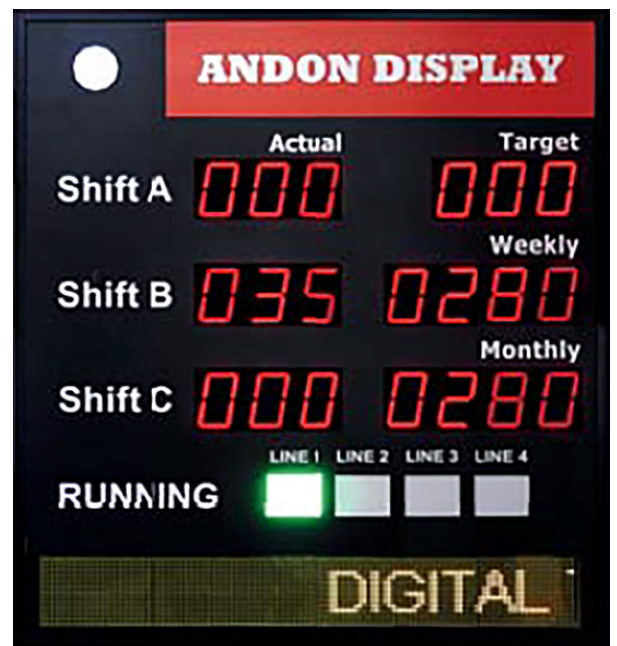 ANDON DISPLAY
Actual Target
Shift A 000 000
Weekly
Shift B 035 0280
Monthly
Shift C 000 0280
LINE 1 LINE 2 LINE 3 LINE 4
RUNNING
DIGITAL